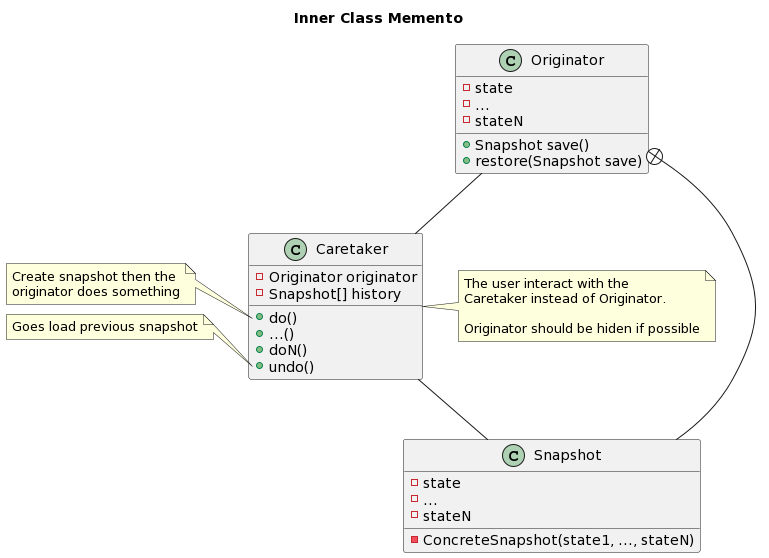 Inner Class Memento
C Originator
state
...
stateN
Snapshot save()
restore(Snapshot save)
C Caretaker
Originator originator
Snapshot[] history
do()
...()
doN()
undo()
Create snapshot then the
originator does something
Goes load previous snapshot
The user interact with the
Caretaker instead of Originator.
Originator should be hiden if possible
C Snapshot
state
...
stateN
ConcreteSnapshot(state1, ..., stateN)